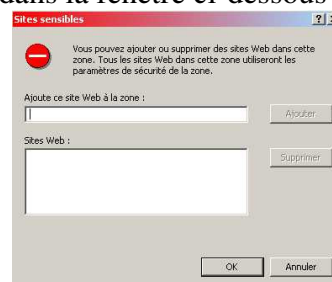 dans la fenêtre ci-dessous
Sites sensibles
Vous pouvez ajouter ou supprimer des sites Web dans cette
zone. Tous les sites Web dans cette zone utiliseront les
paramètres de sécurité de la zone.
Ajoute ce site Web à la zone :
Ajouter
Sites Web :
Supprimer
OK
Annuler